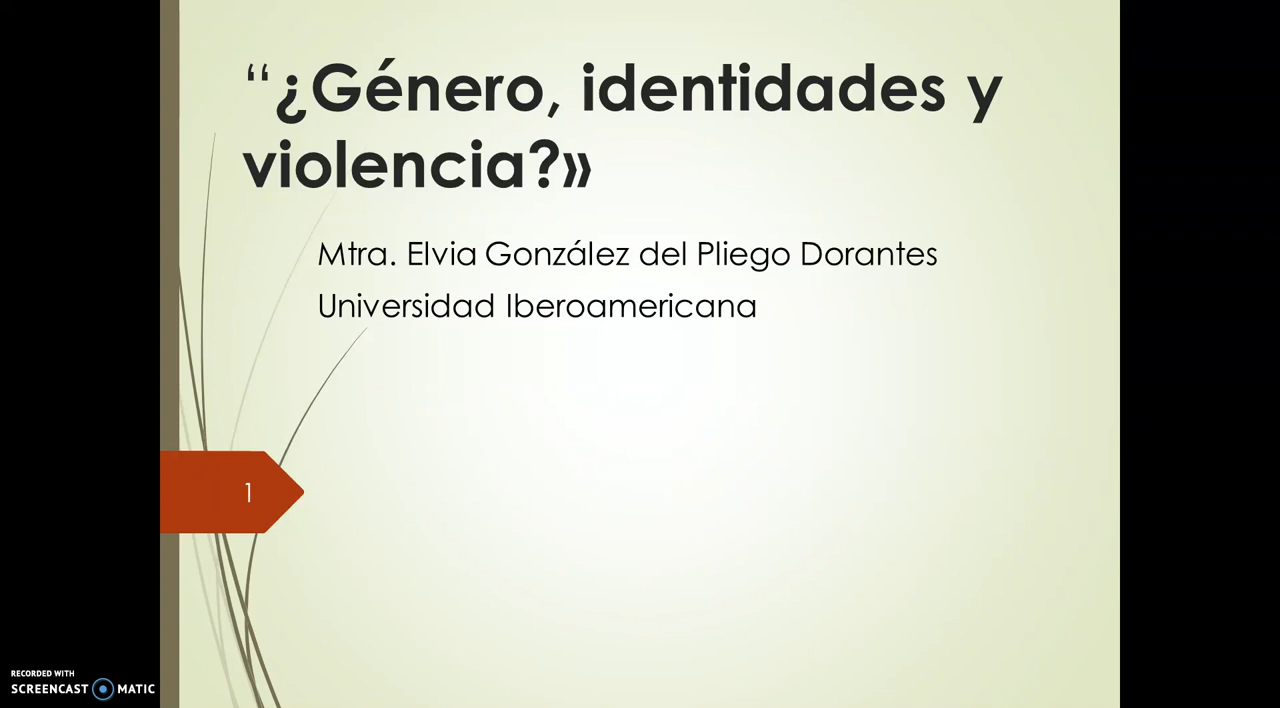 “¿Género, identidades y
violencia?»
Mtra. Elvia González del Pliego Dorantes
Universidad Iberoamericana
1
RECORDED WITH
SCREENCAST MATIC